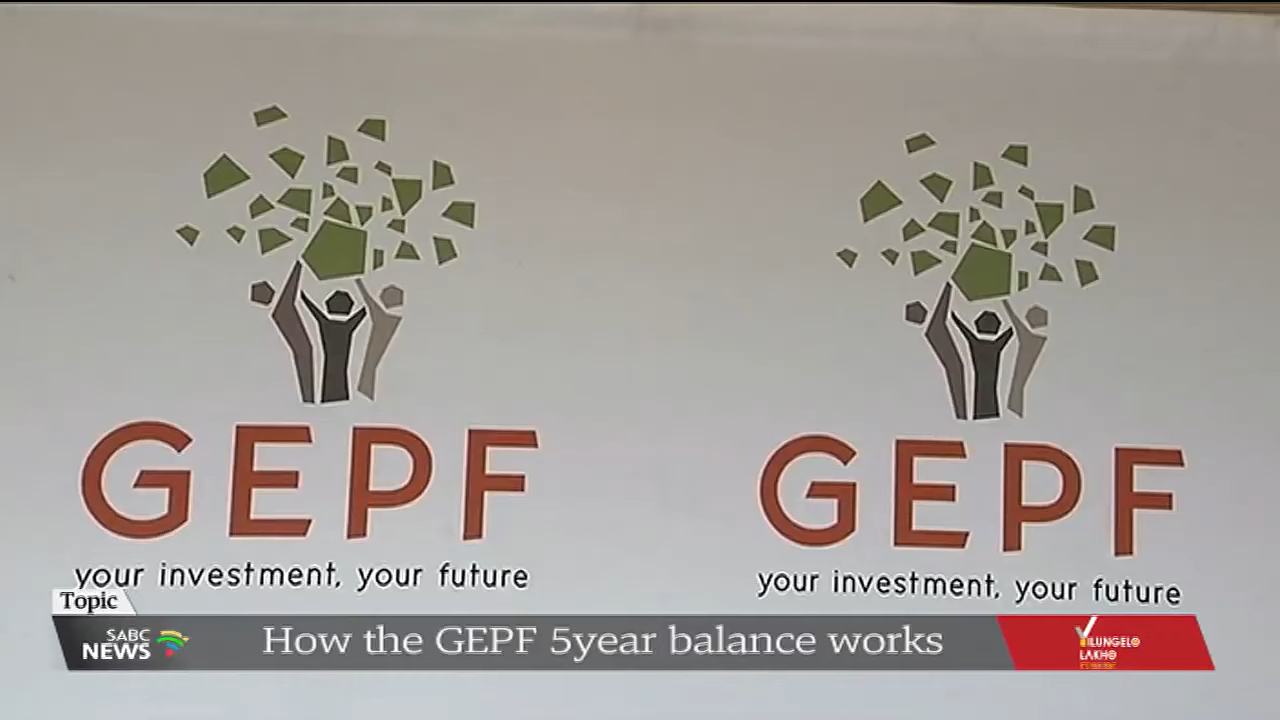 GEPF
your investment, your future
GEPF
your investment, your future
Topic
SABC
NEWS
How the GEPF 5year balance works
ILUNGELO
LAKHO